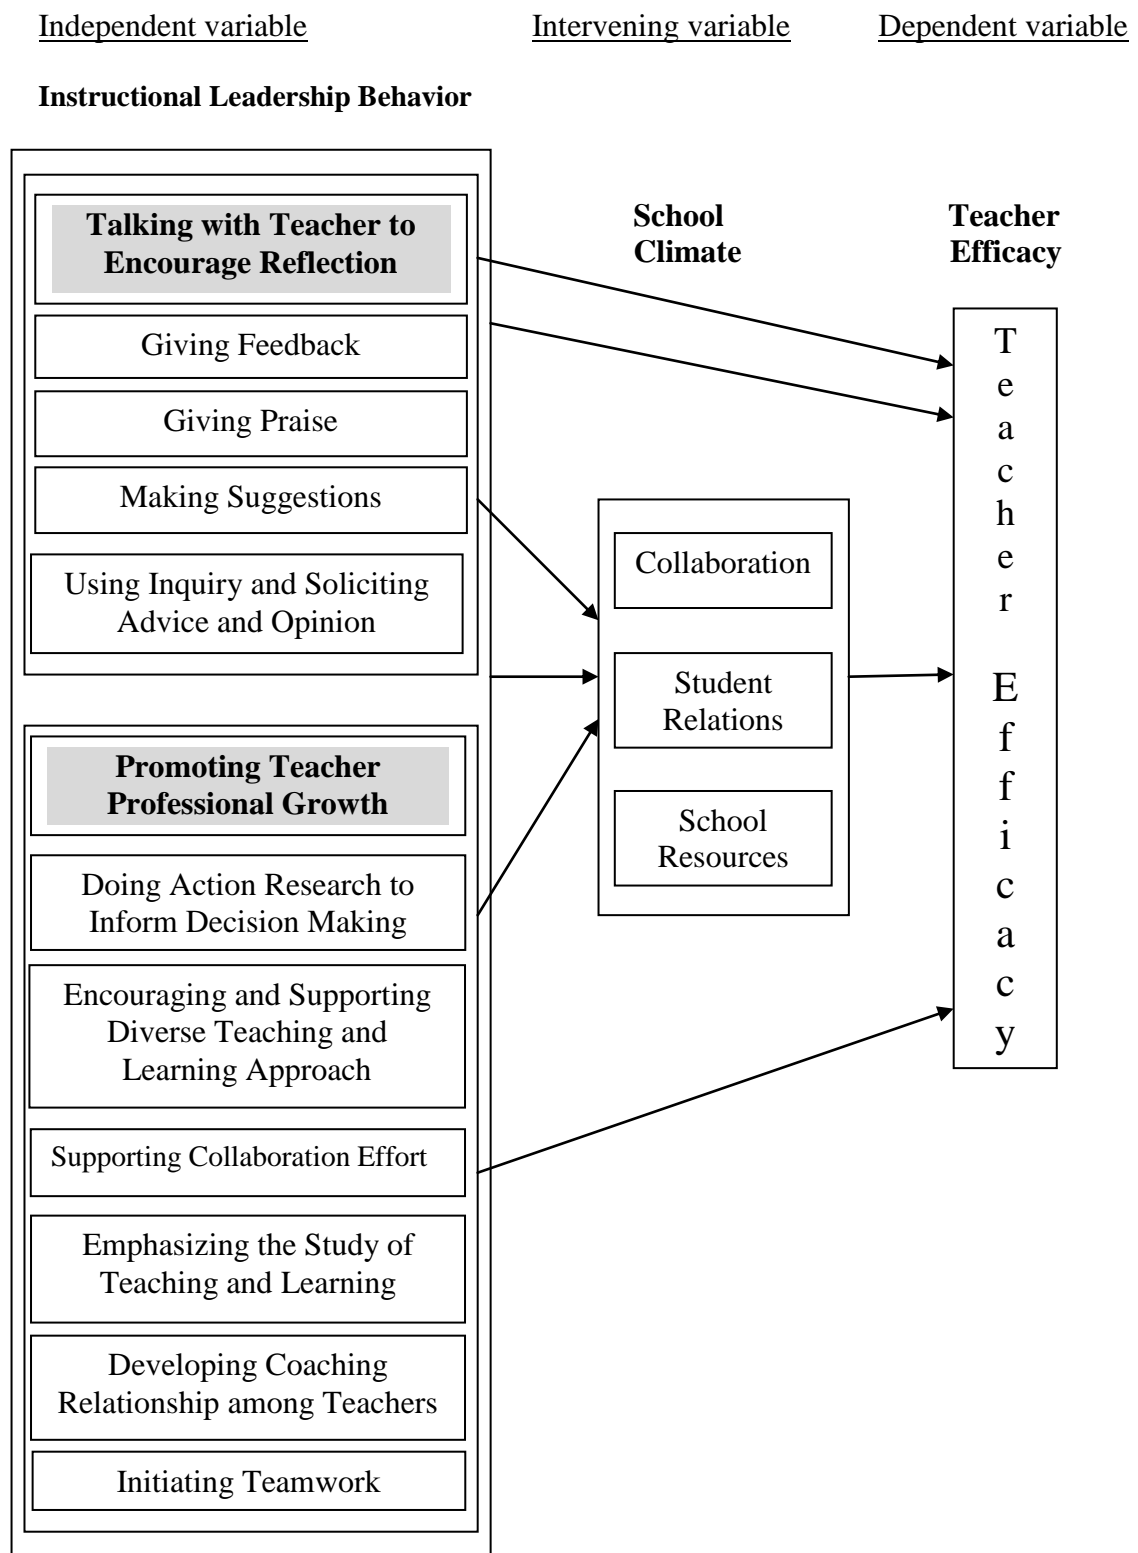 Independent variable
Intervening variable
Dependent variable
Instructional Leadership Behavior
Talking with Teacher to
Encourage Reflection
Giving Feedback
Giving Praise
Making Suggestions
Using Inquiry and Soliciting
Advice and Opinion
Promoting Teacher
Professional Growth
Doing Action Research to
Inform Decision Making
Encouraging and Supporting
Diverse Teaching and
Learning Approach
Supporting Collaboration Effort
Emphasizing the Study of
Teaching and Learning
Developing Coaching
Relationship among Teachers
Initiating Teamwork
School
Climate
Collaboration
Student
Relations
School
Resources
Teacher
Efficacy
Teacher Efficacy